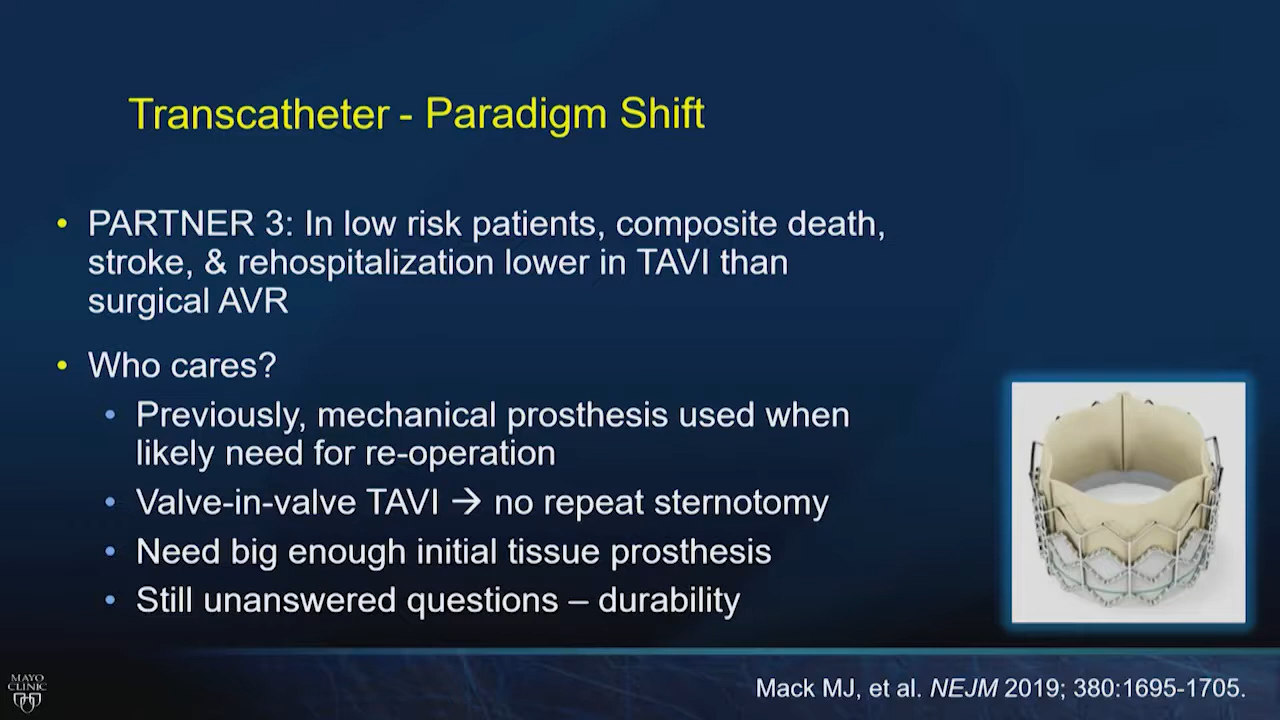 Transcatheter - Paradigm Shift
• PARTNER 3: In low risk patients, composite death,
stroke, & rehospitalization lower in TAVI than
surgical AVR
• Who cares?
• Previously, mechanical prosthesis used when
likely need for re-operation
• Valve-in-valve TAVI → no repeat sternotomy
• Need big enough initial tissue prosthesis
• Still unanswered questions – durability
MAYO
CLINIC
Mack MJ, et al. NEJM 2019; 380:1695-1705.